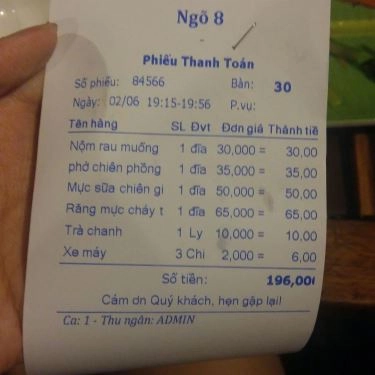 Ngõ 8
Phiếu Thanh Toán
Số phiếu: 84566 Bàn: 30
Ngày: 02/06 19:15-19:56 P.vụ:
Tên hàng SL Đvt Đơn giá Thành tiề
Nộm rau muống 1 đĩa 30,000 = 30,00
phở chiên phồng 1 đĩa 35,000 = 35,00
Mực sữa chiên gi 1 đĩa 50,000 = 50,00
Răng mực cháy t 1 đĩa 65,000 = 65,00
Trà chanh 1 Ly 10,000 = 10,00
Xe máy 3 Chi 2,000 = 6,00
Số tiền: 196,000
Cám ơn Quý khách, hẹn gặp lại!
Ca: 1 - Thu ngân: ADMIN